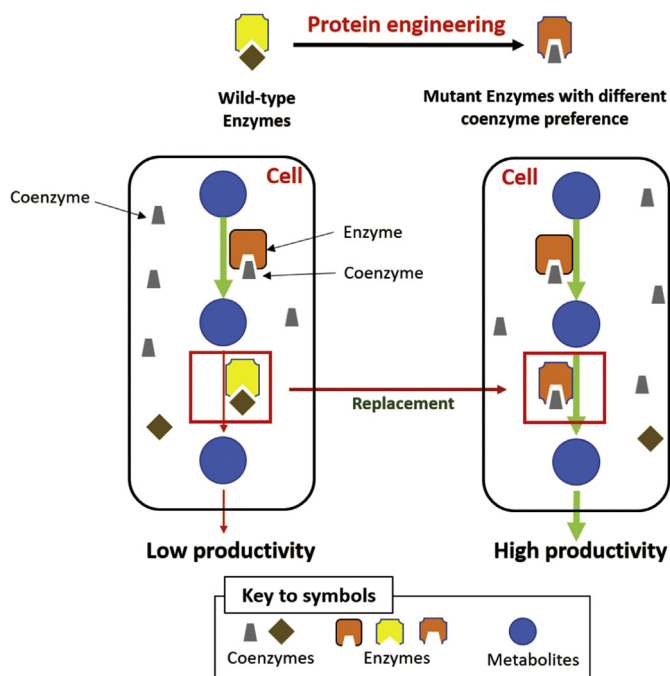 Protein engineering
Wild-type
Enzymes
Mutant Enzymes with different
coenzyme preference
Cell
Cell
Coenzyme
Enzyme
Coenzyme
Replacement
Low productivity
High productivity
Key to symbols
Coenzymes
Enzymes
Metabolites